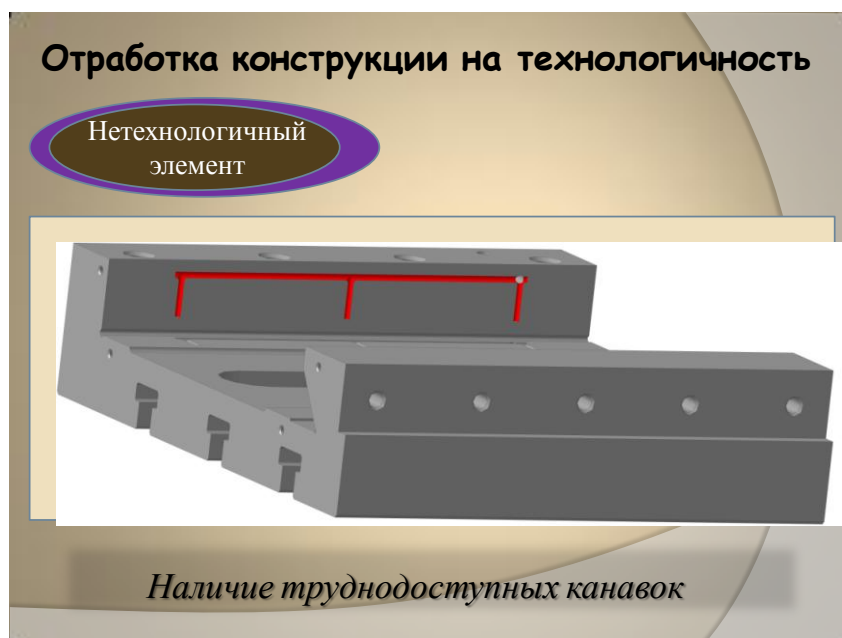 Отработка конструкции на технологичность
Нетехнологичный
элемент
Наличие труднодоступных канавок